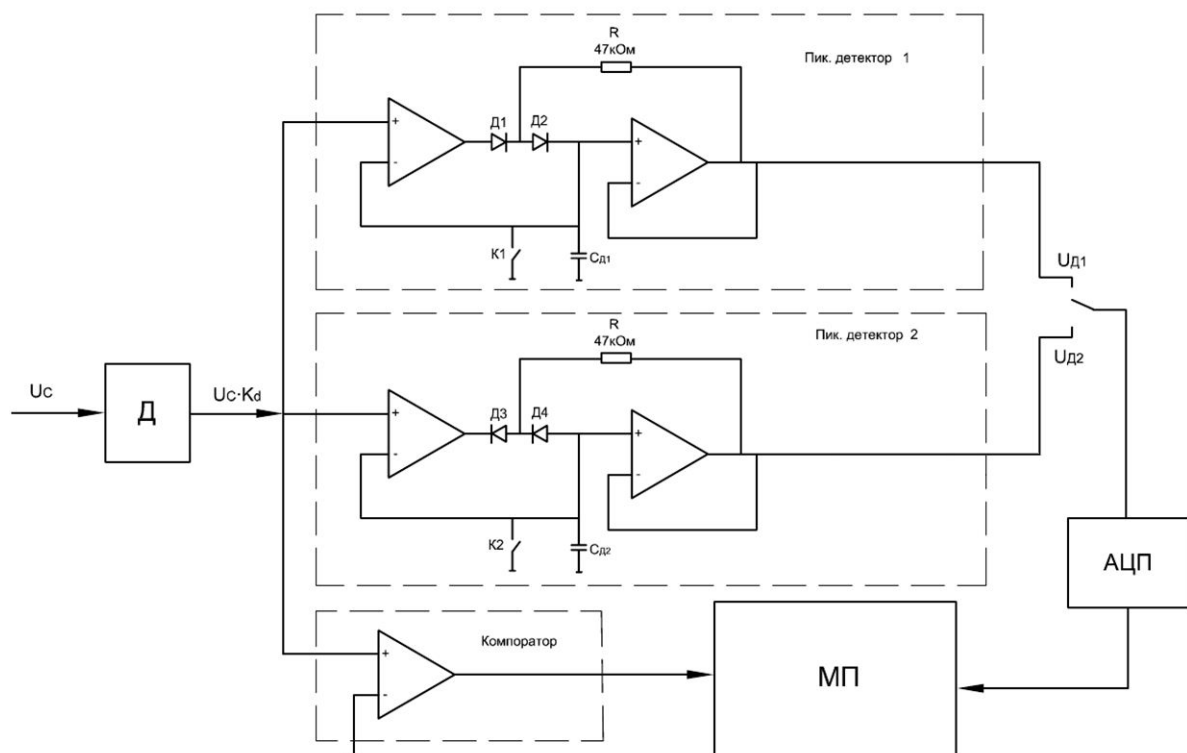 R
47кОм
Пик. детектор 1
+
-
Д1
Д2
+
-
К1
СД1
UД1
R
47кОм
Пик. детектор 2
UД2
Uс
Д
Uс·Kd
+
-
Д3
Д4
+
-
К2
СД2
АЦП
Компоратор
+
-
МП